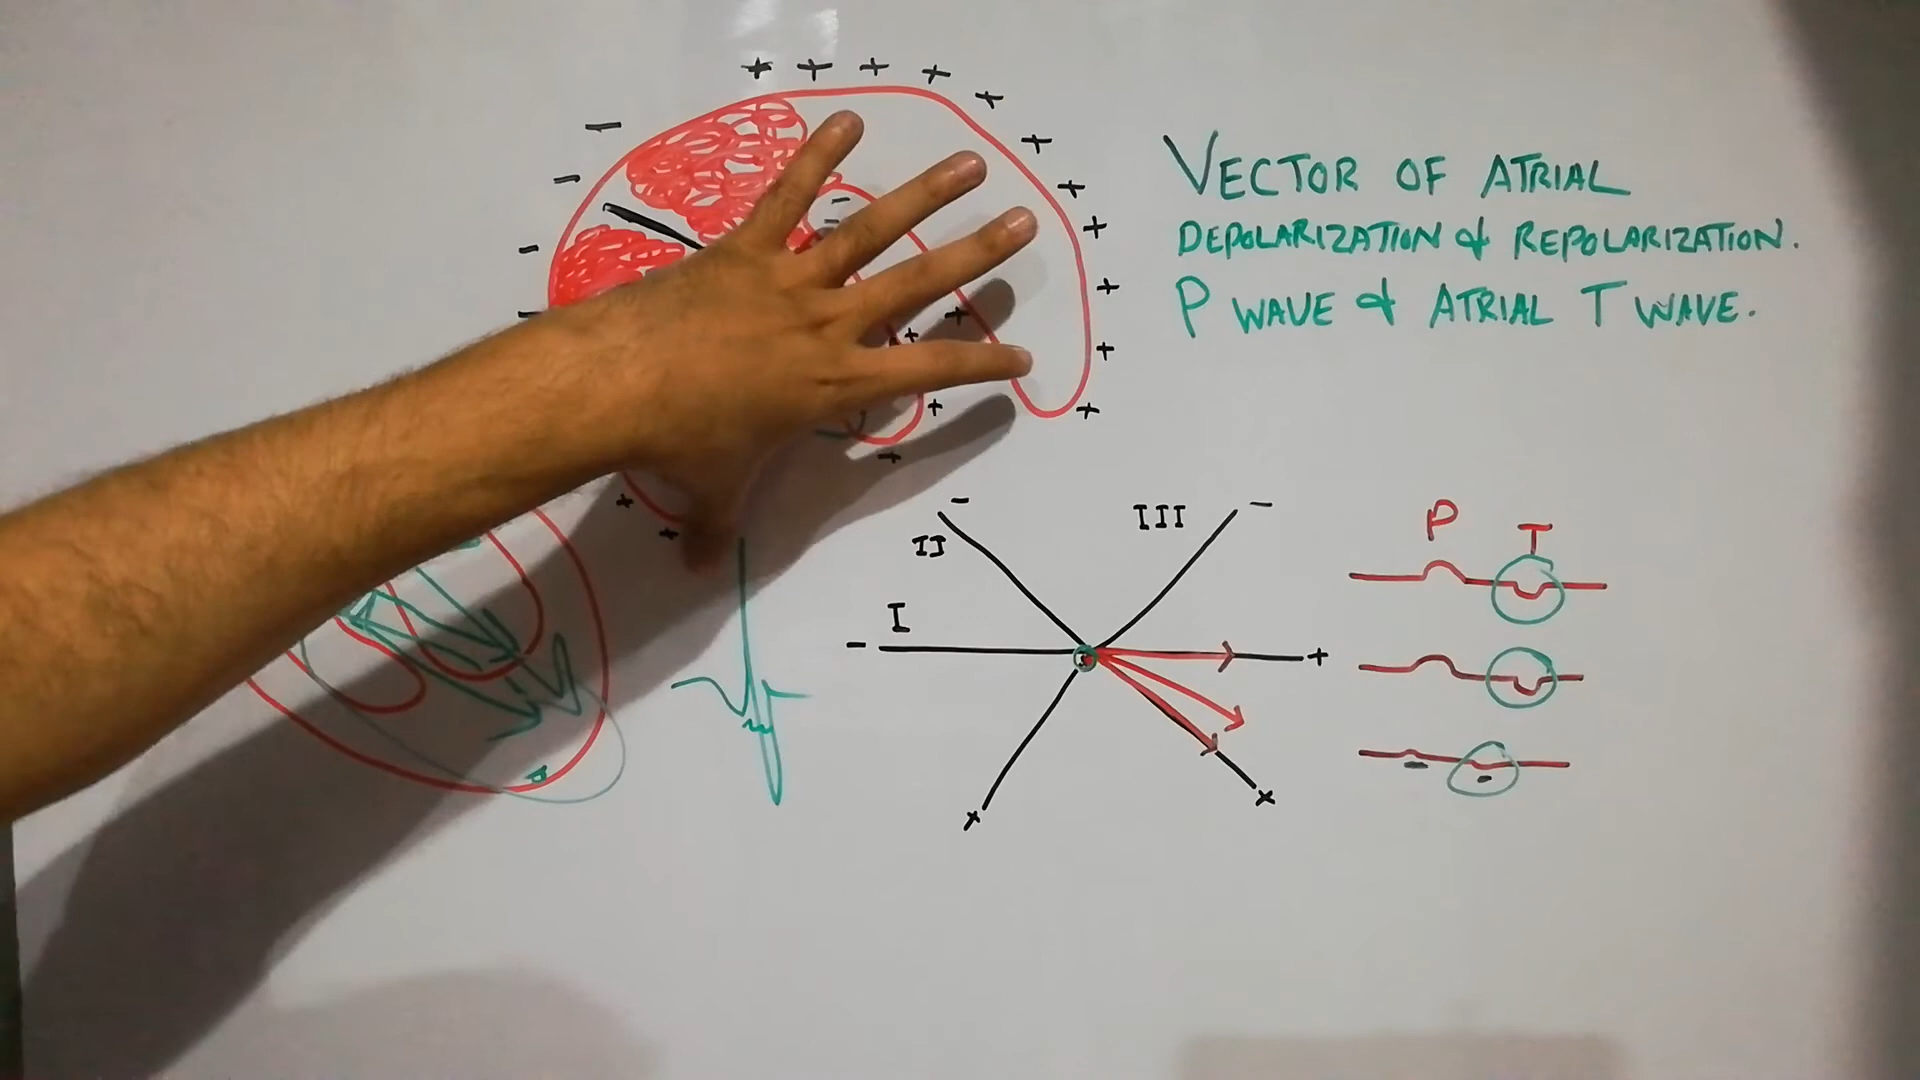 VECTOR OF ATRIAL
DEPOLARIZATION & REPOLARIZATION.
P WAVE & ATRIAL T WAVE.
- -
II III
P T
I
- +
+ +